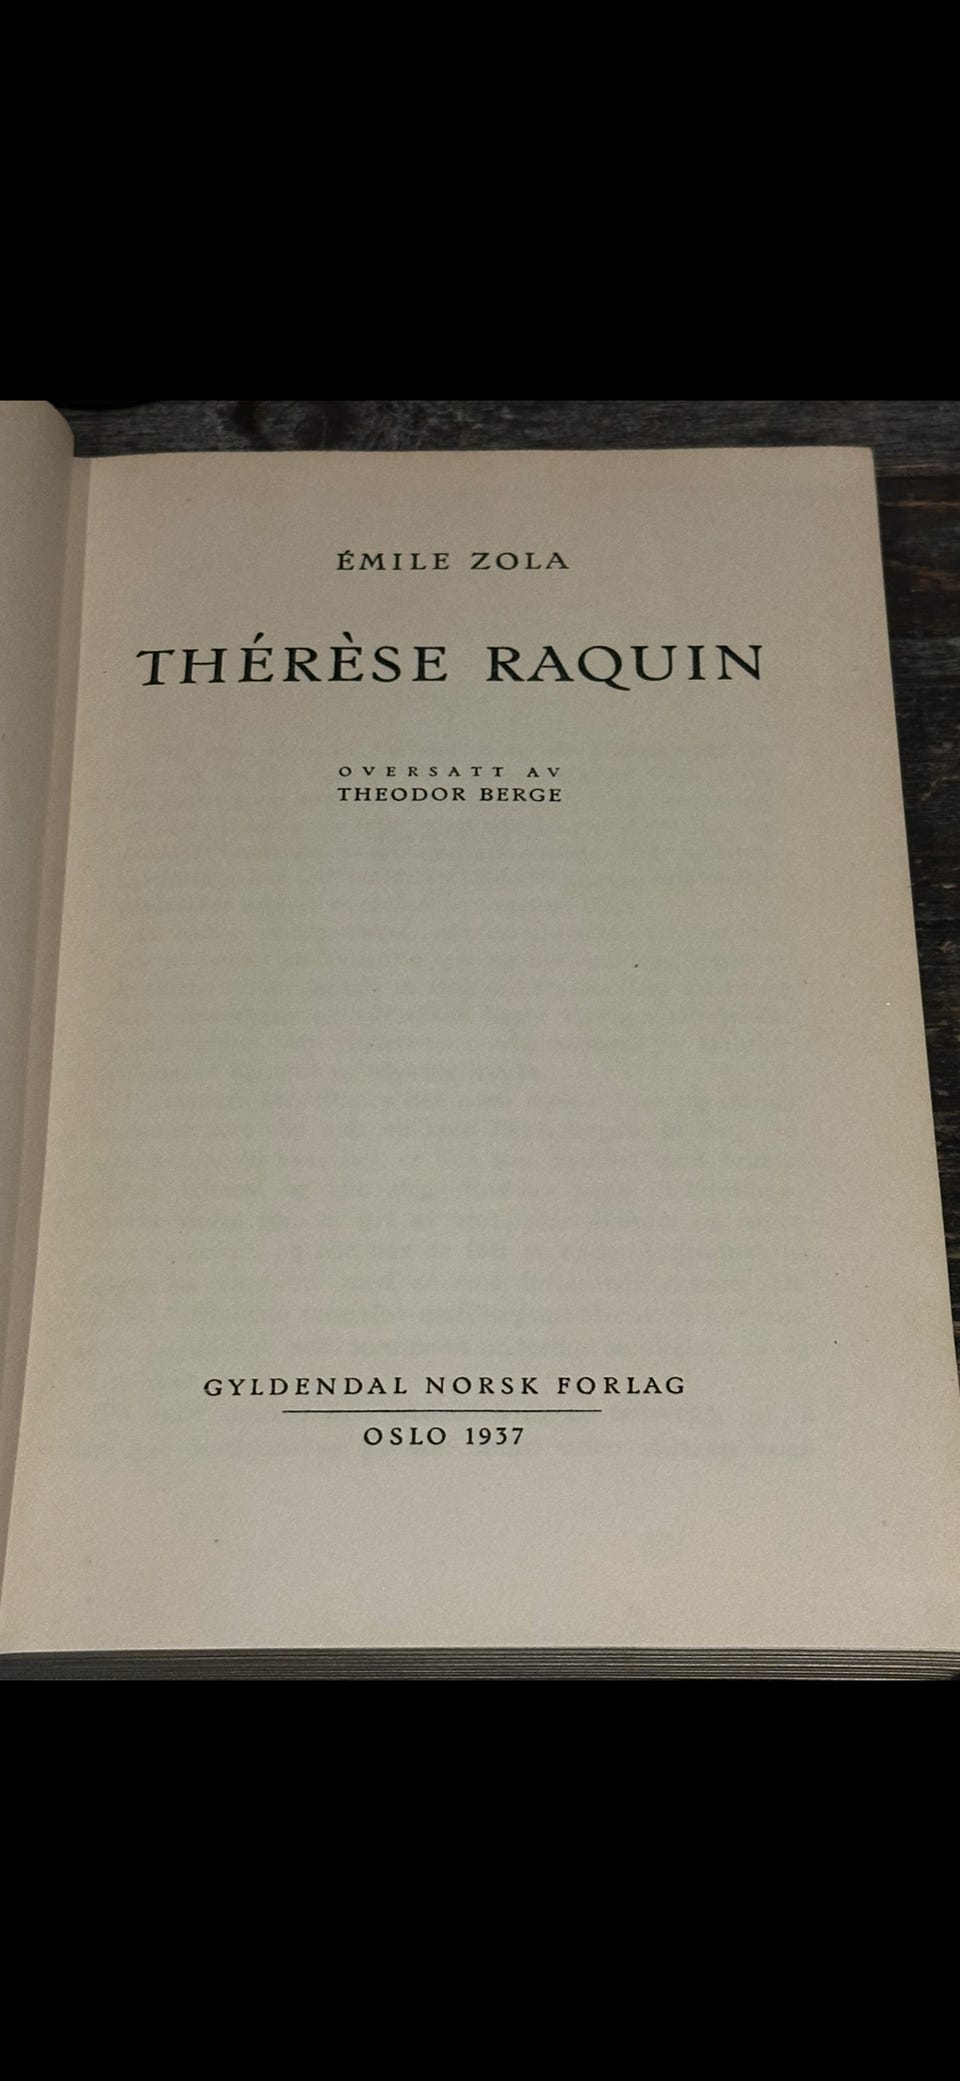 ÉMILE ZOLA
THÉRÈSE RAQUIN
OVERSATT AV
THEODOR BERGE
GYLDENDAL NORSK FORLAG
OSLO 1937